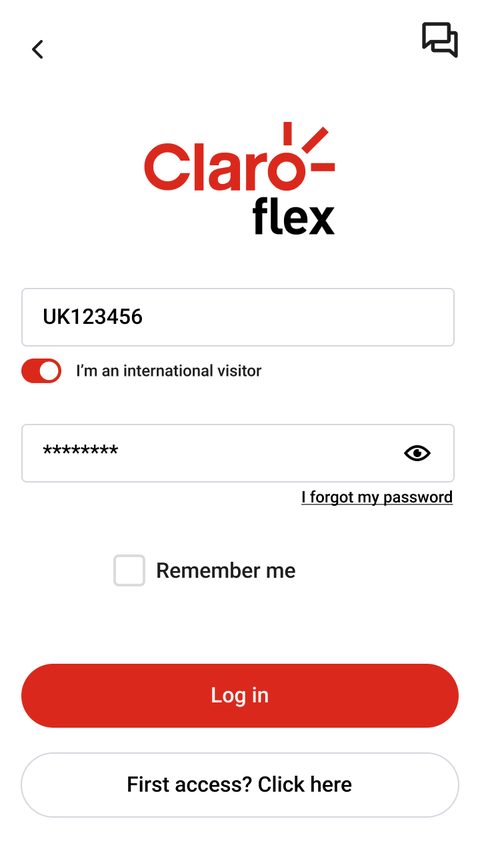 Claro
flex
UK123456
I'm an international visitor
********
I forgot my password
Remember me
Log in
First access? Click here